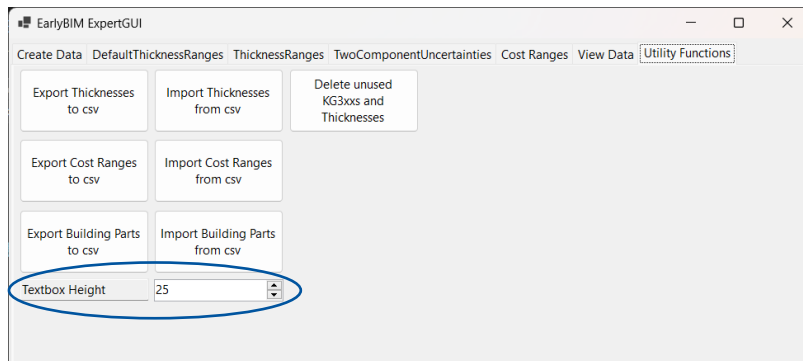 EarlyBIM ExpertGUI
Create Data DefaultThicknessRanges ThicknessRanges TwoComponentUncertainties Cost Ranges View Data Utility Functions
Export Thicknesses
to csv
Import Thicknesses
from csv
Delete unused
KG3xxs and
Thicknesses
Export Cost Ranges
to csv
Import Cost Ranges
from csv
Export Building Parts
to csv
Import Building Parts
from csv
Textbox Height 25